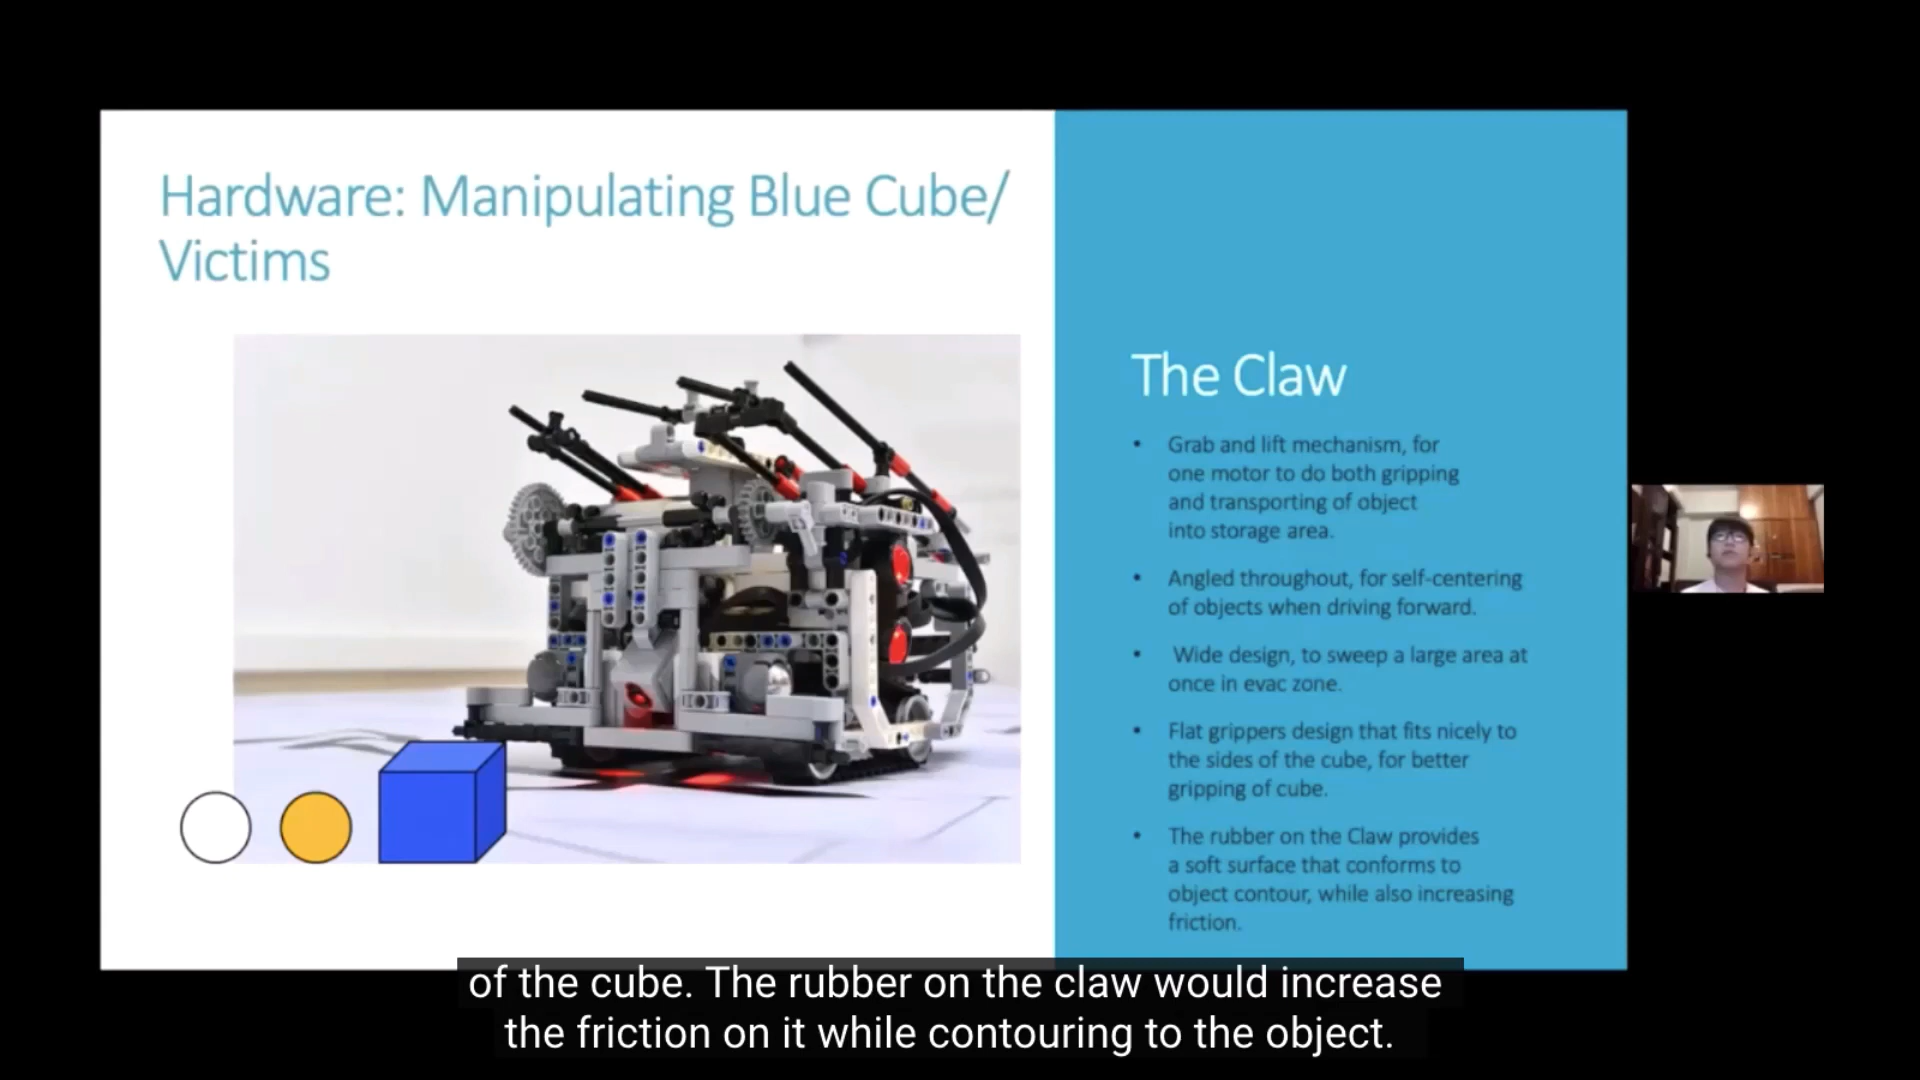 Hardware: Manipulating Blue Cube/
Victims
The Claw
• Grab and lift mechanism, for
one motor to do both gripping
and transporting of object
into storage area.
• Angled throughout, for self-centering
of objects when driving forward.
• Wide design, to sweep a large area at
once in evac zone.
• Flat grippers design that fits nicely to
the sides of the cube, for better
gripping of cube.
• The rubber on the Claw provides
a soft surface that conforms to
object contour, while also increasing
friction.
of the cube. The rubber on the claw would increase
the friction on it while contouring to the object.